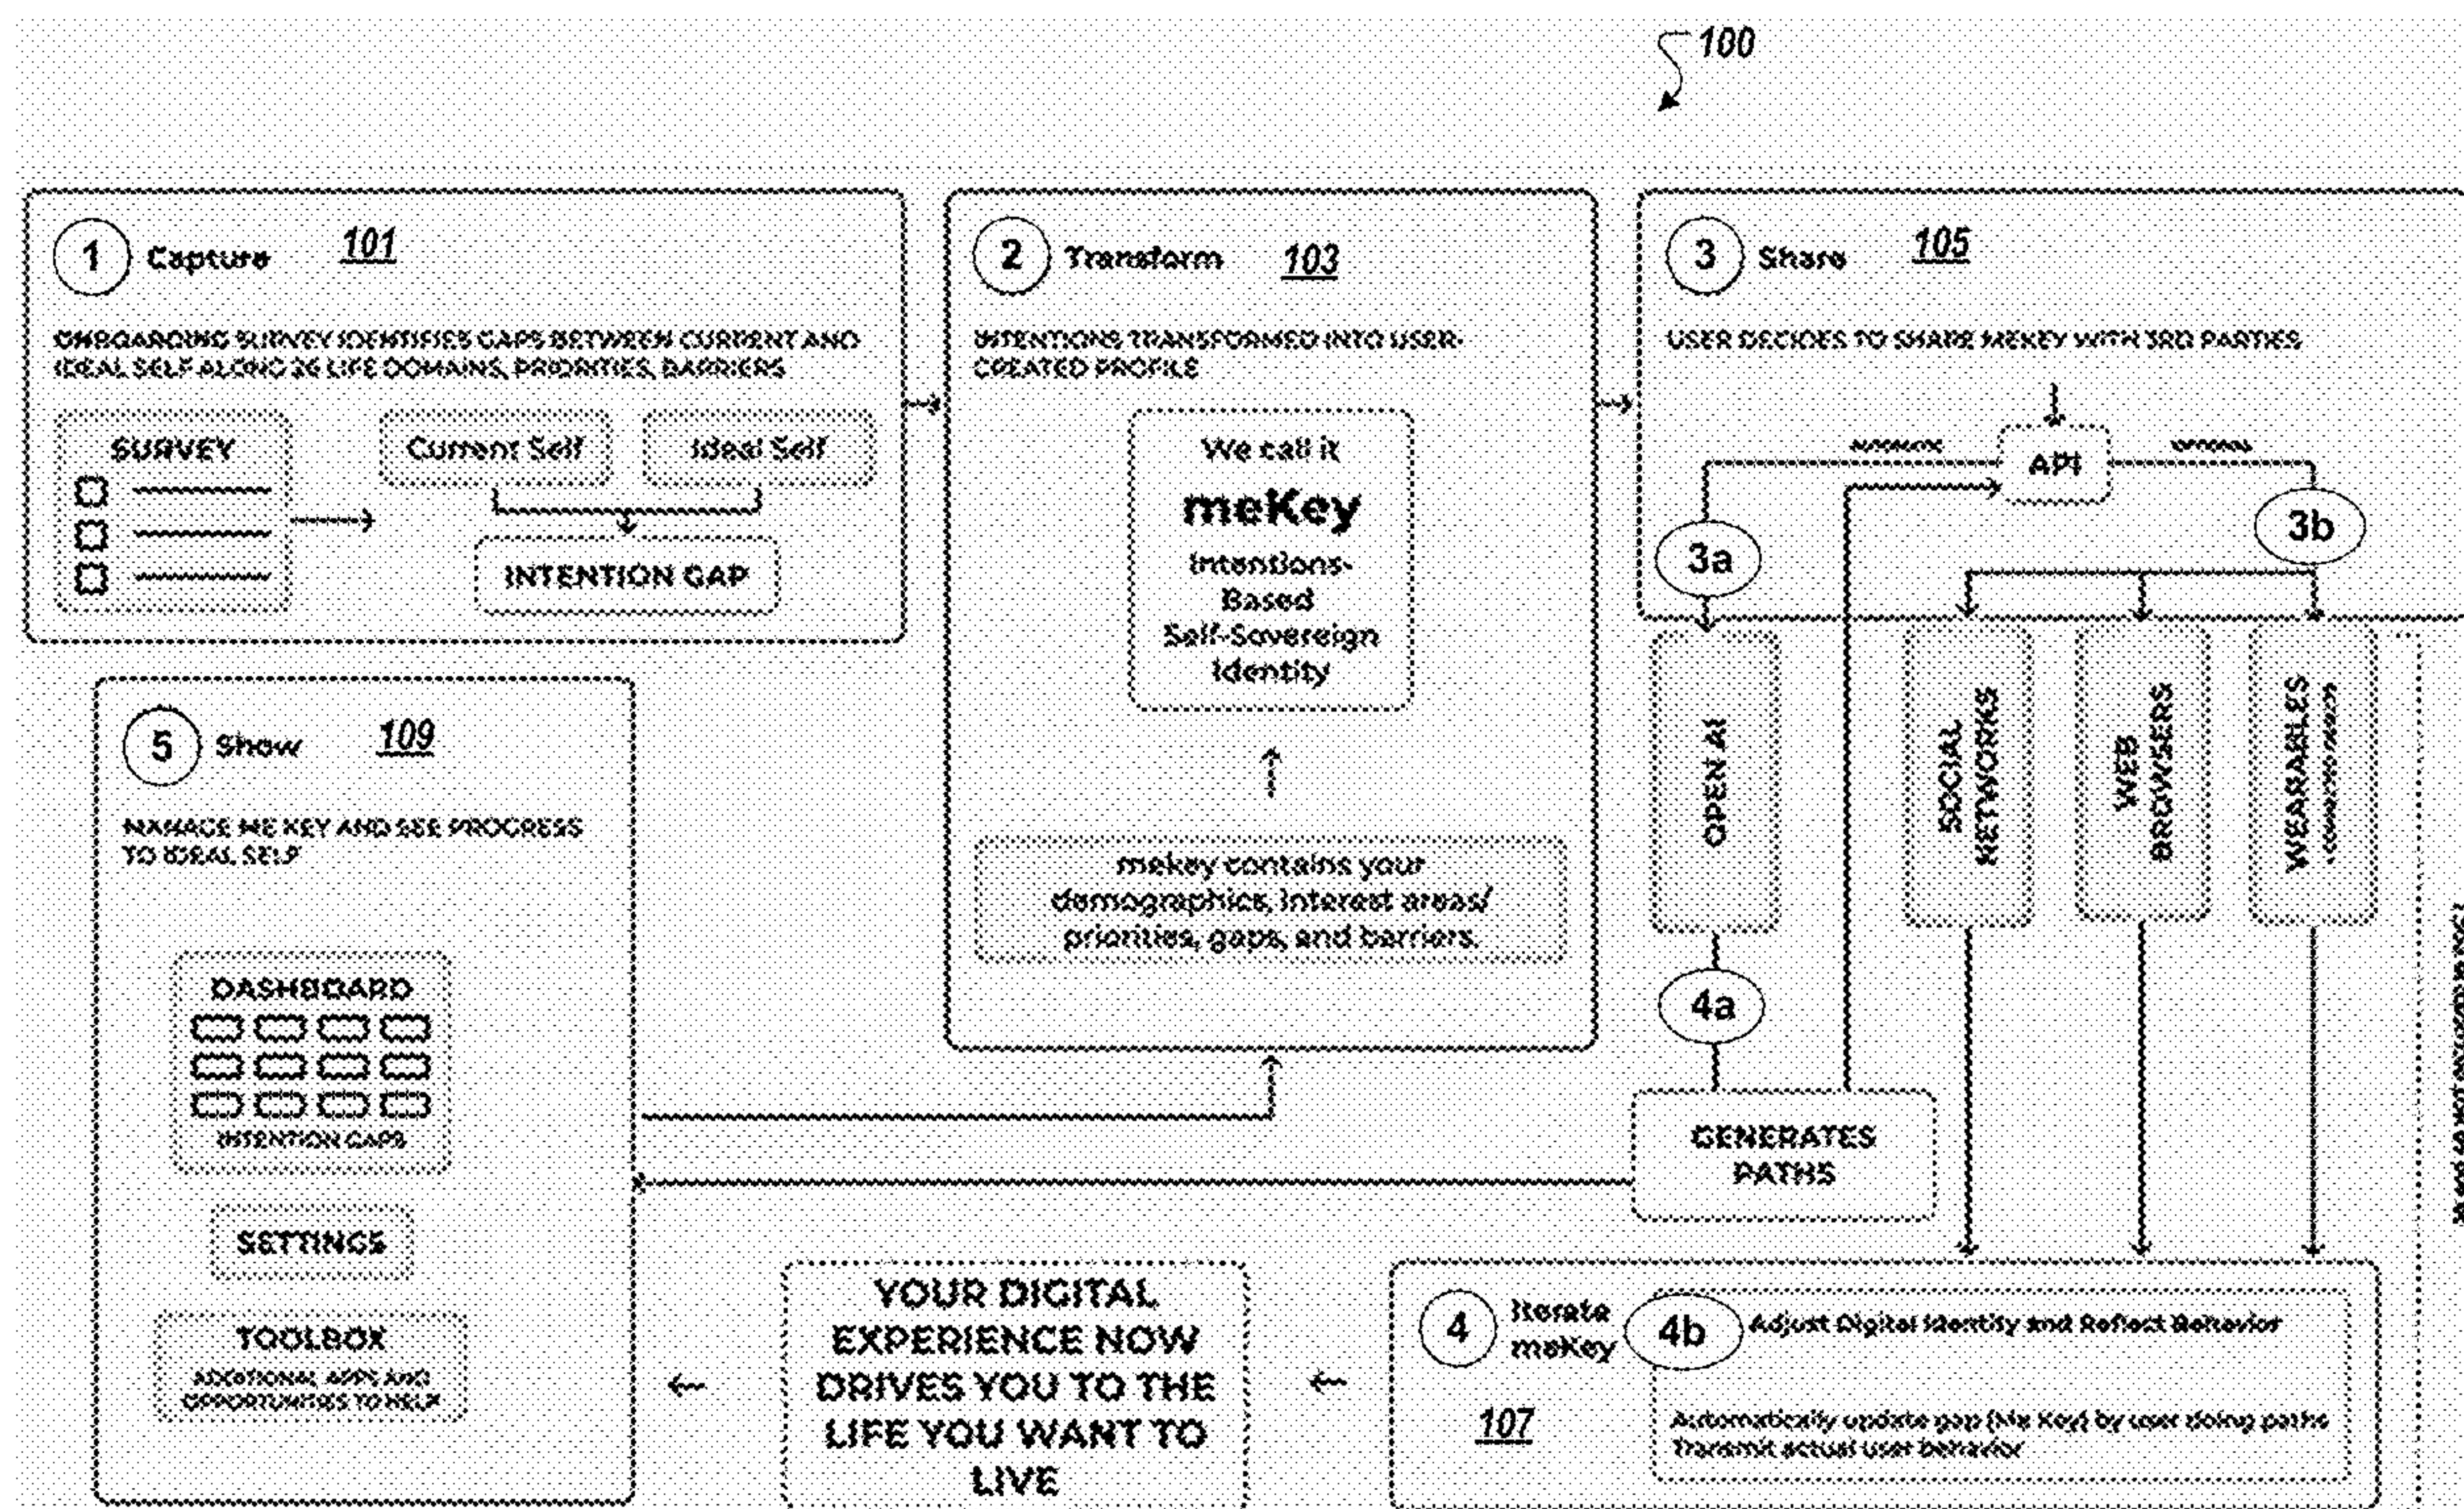 100
1 Capture 101
ONBOARDING SURVEY IDENTIFIES GAPS BETWEEN CURRENT AND
IDEAL SELF ALONG 26 LIFE DOMAINS, PRIORITIES, BARRIERS
SURVEY
Current Self
Ideal Self
INTENTION GAP
2 Transform 103
INTENTIONS TRANSFORMED INTO USER-
CREATED PROFILE
We call it
meKey
Intentions-
Based
Self-Sovereign
Identity
mekey contains your
demographics, interest areas/
priorities, gaps, and barriers.
3 Share 105
USER DECIDES TO SHARE MEKEY WITH 3RD PARTIES
API
3a
3b
OPEN AI
SOCIAL
NETWORKS
WEB
BROWSERS
WEARABLES
4a
GENERATES
PATHS
4 Iterate
meKey
4b Adjust Digital Identity and Reflect Behavior
107
Automatically update gap (Me Key) by user doing paths
Transmit actual user behavior
YOUR DIGITAL
EXPERIENCE NOW
DRIVES YOU TO THE
LIFE YOU WANT TO
LIVE
5 Show 109
MANAGE ME KEY AND SEE PROGRESS
TO IDEAL SELF
DASHBOARD
INTENTION GAPS
SETTINGS
TOOLBOX
ADDITIONAL APPS AND
OPPORTUNITIES TO HELP